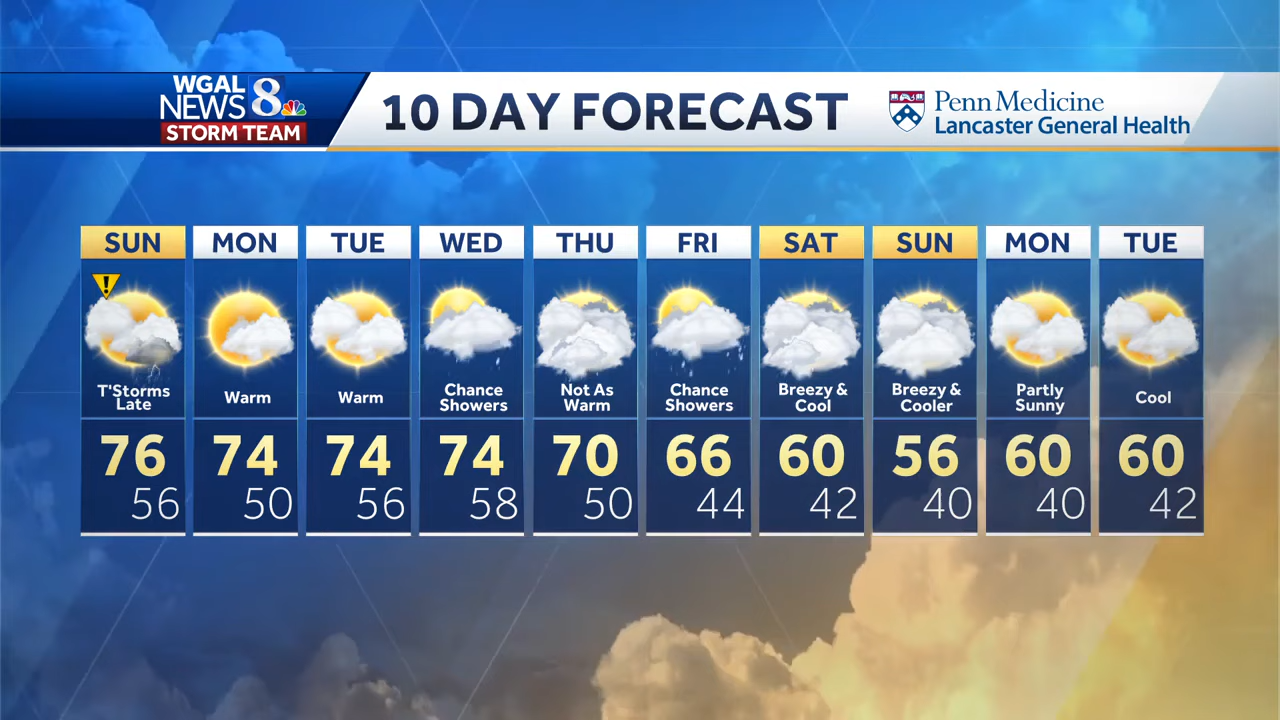 WGAL
NEWS 8
STORM TEAM
10 DAY FORECAST
Penn Medicine
Lancaster General Health
SUN
!
T'Storms
Late
76
56
MON
Warm
74
50
TUE
Warm
74
56
WED
Chance
Showers
74
58
THU
Not As
Warm
70
50
FRI
Chance
Showers
66
44
SAT
Breezy &
Cool
60
42
SUN
Breezy &
Cooler
56
40
MON
Partly
Sunny
60
40
TUE
Cool
60
42